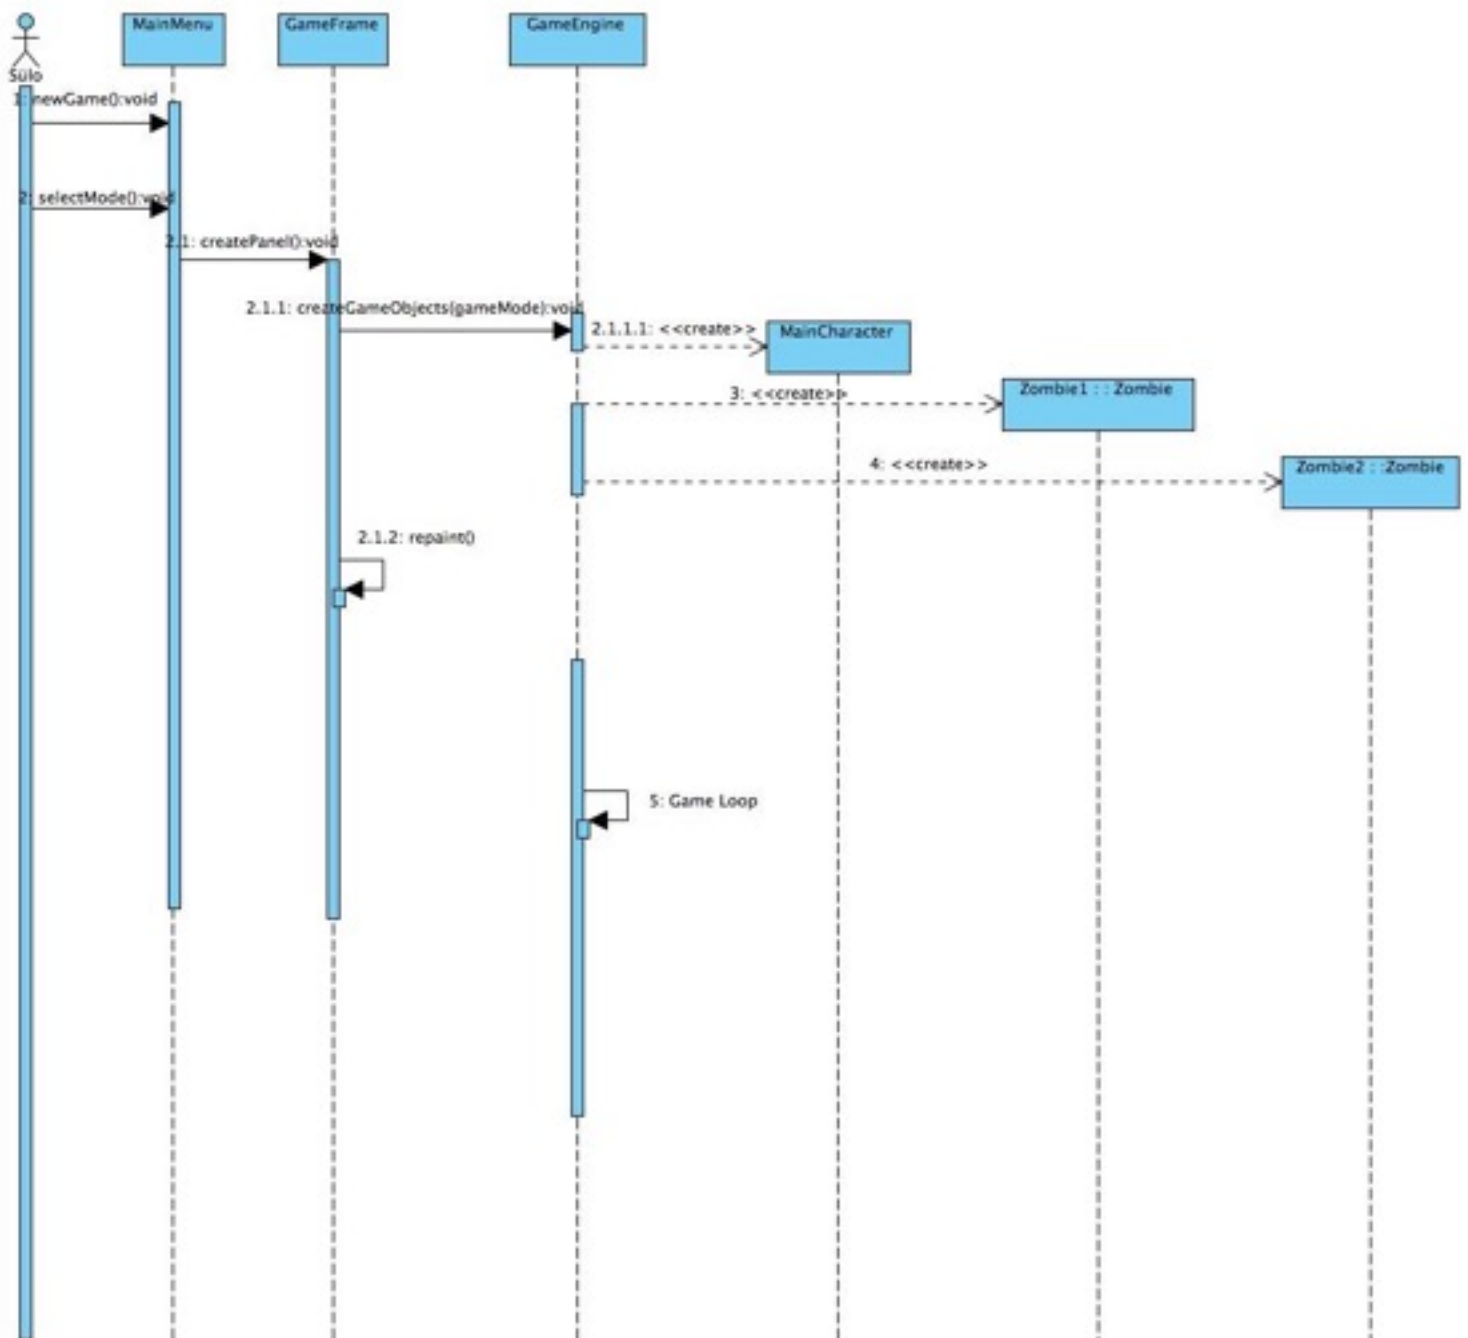 MainMenu
GameFrame
GameEngine
Sülo
1: newGame():void
2: selectMode():void
2.1: createPanel():void
2.1.1: createGameObjects(gameMode):void
2.1.1.1: <<create>>
MainCharacter
3: <<create>>
Zombie1 : : Zombie
4: <<create>>
Zombie2 : :Zombie
2.1.2: repaint()
5: Game Loop